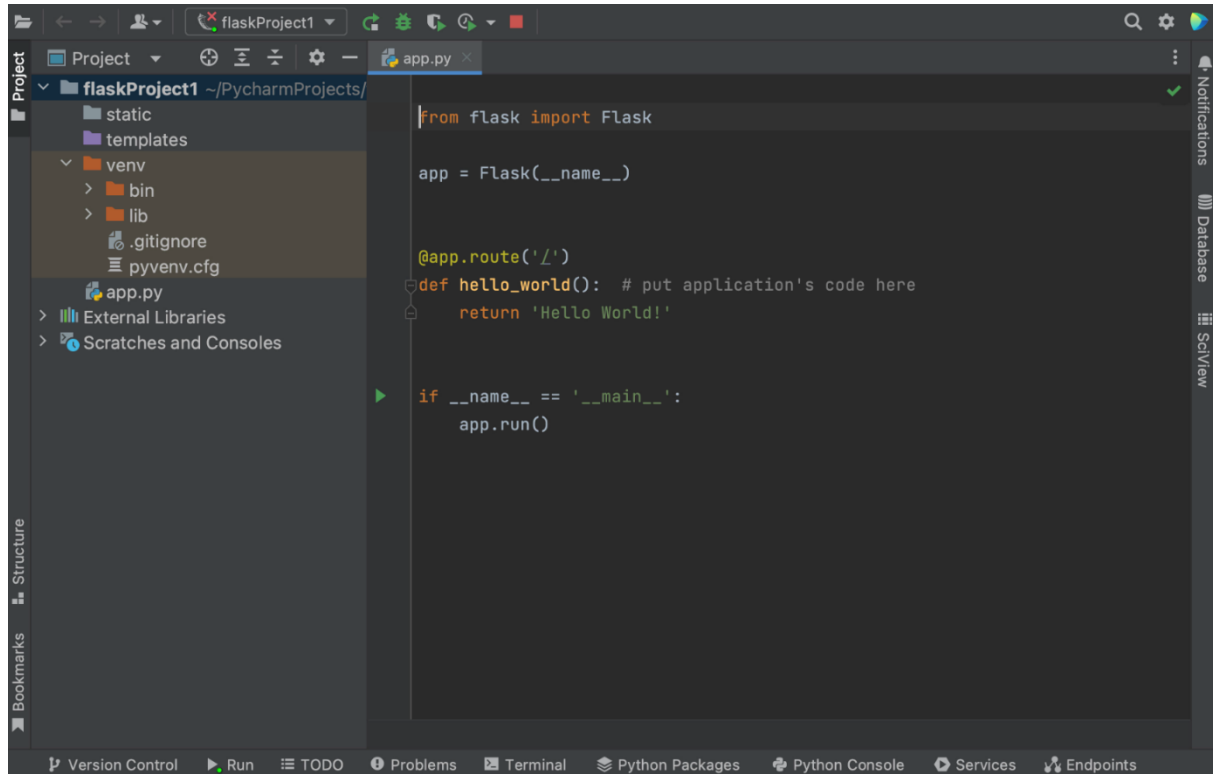 flaskProject1
Project
app.py
Project
flaskProject1 ~/PycharmProjects/
static
templates
venv
bin
lib
.gitignore
pyvenv.cfg
app.py
External Libraries
Scratches and Consoles
Structure
Bookmarks
from flask import Flask
app = Flask(__name__)
@app.route('/')
def hello_world():  # put application's code here
    return 'Hello World!'
if __name__ == '__main__':
    app.run()
Notifications
Database
SciView
Version Control Run TODO Problems Terminal Python Packages Python Console Services Endpoints